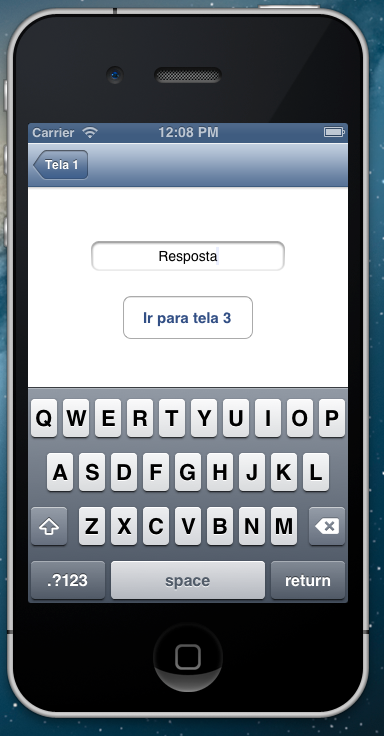 Carrier 12:08 PM
Tela 1
Resposta
Ir para tela 3
Q W E R T Y U I O P
A S D F G H J K L
Z X C V B N M
.?123 space return